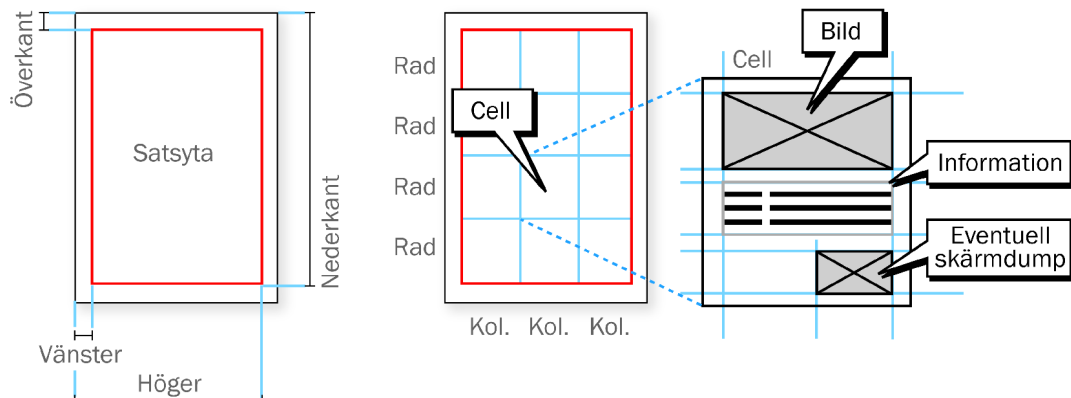 Överkant
Satsyta
Nederkant
Vänster
Höger
Rad
Rad
Rad
Rad
Cell
Kol. Kol. Kol.
Cell
Bild
Information
Eventuell
skärmdump